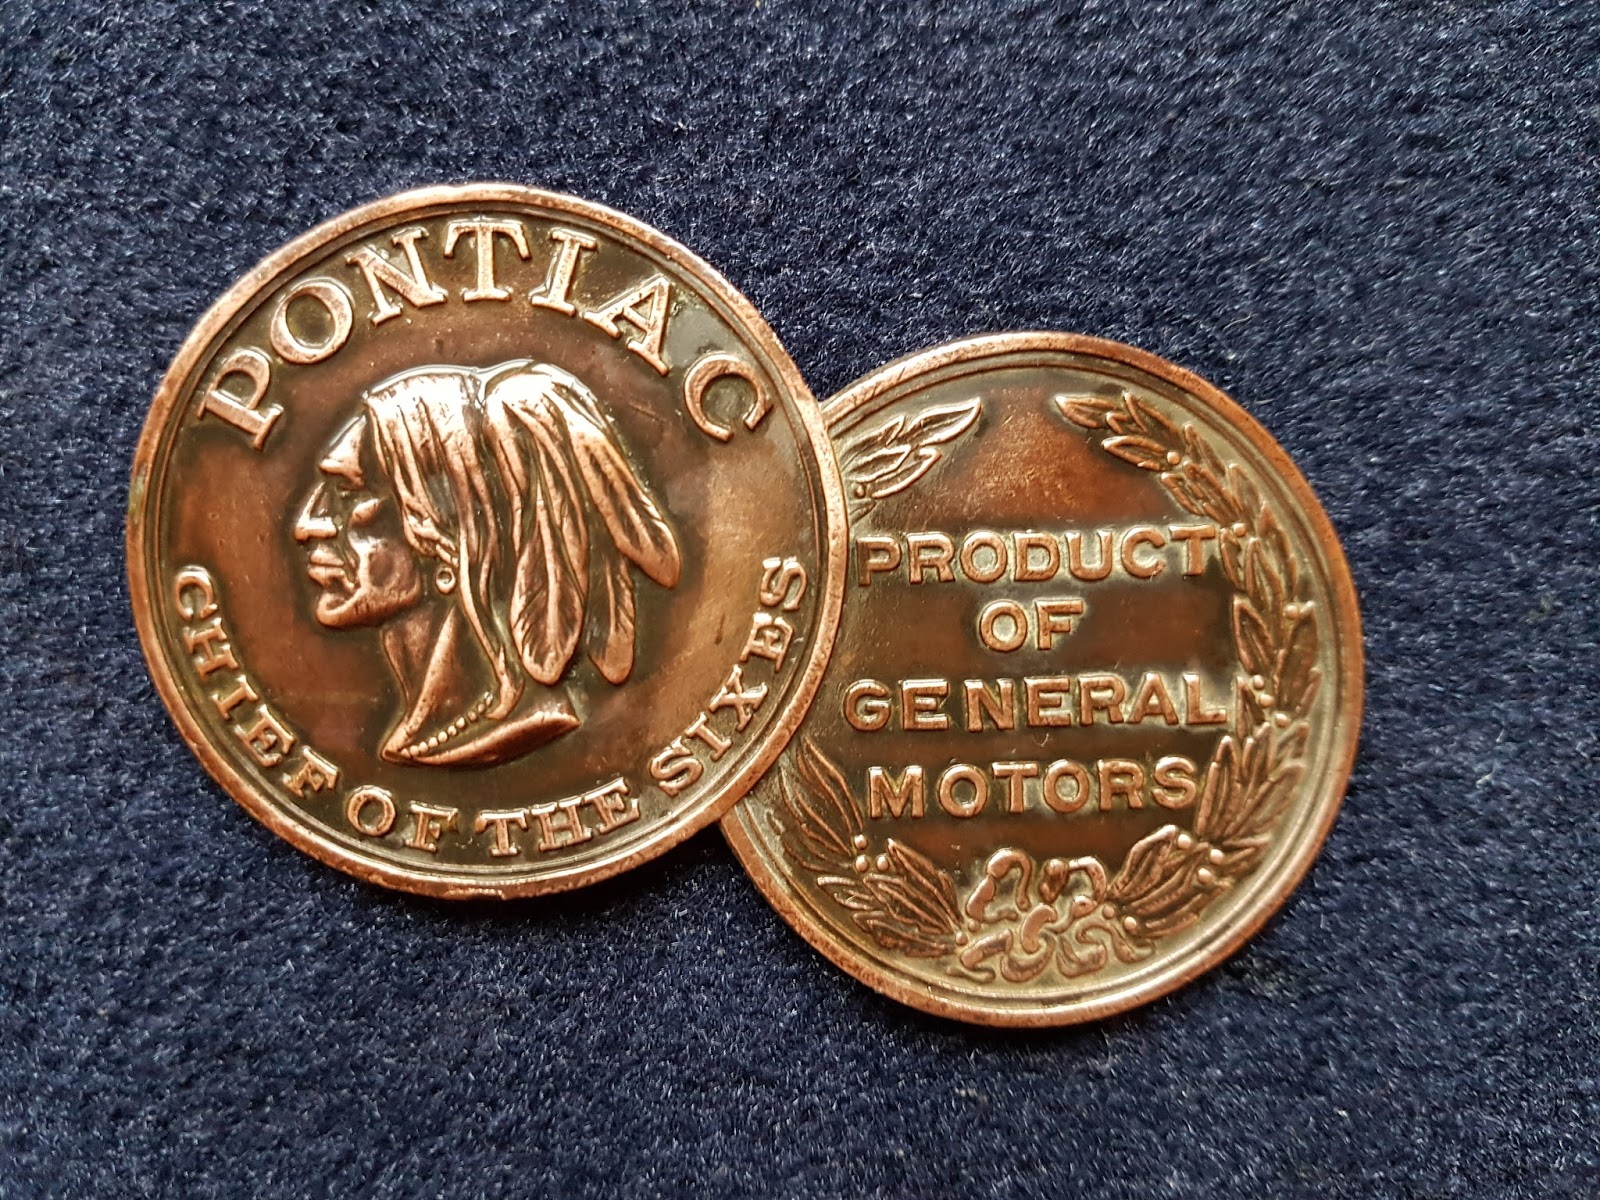 PONTIAC
CHIEF OF THE SIXES
PRODUCT
OF
GENERAL
MOTORS